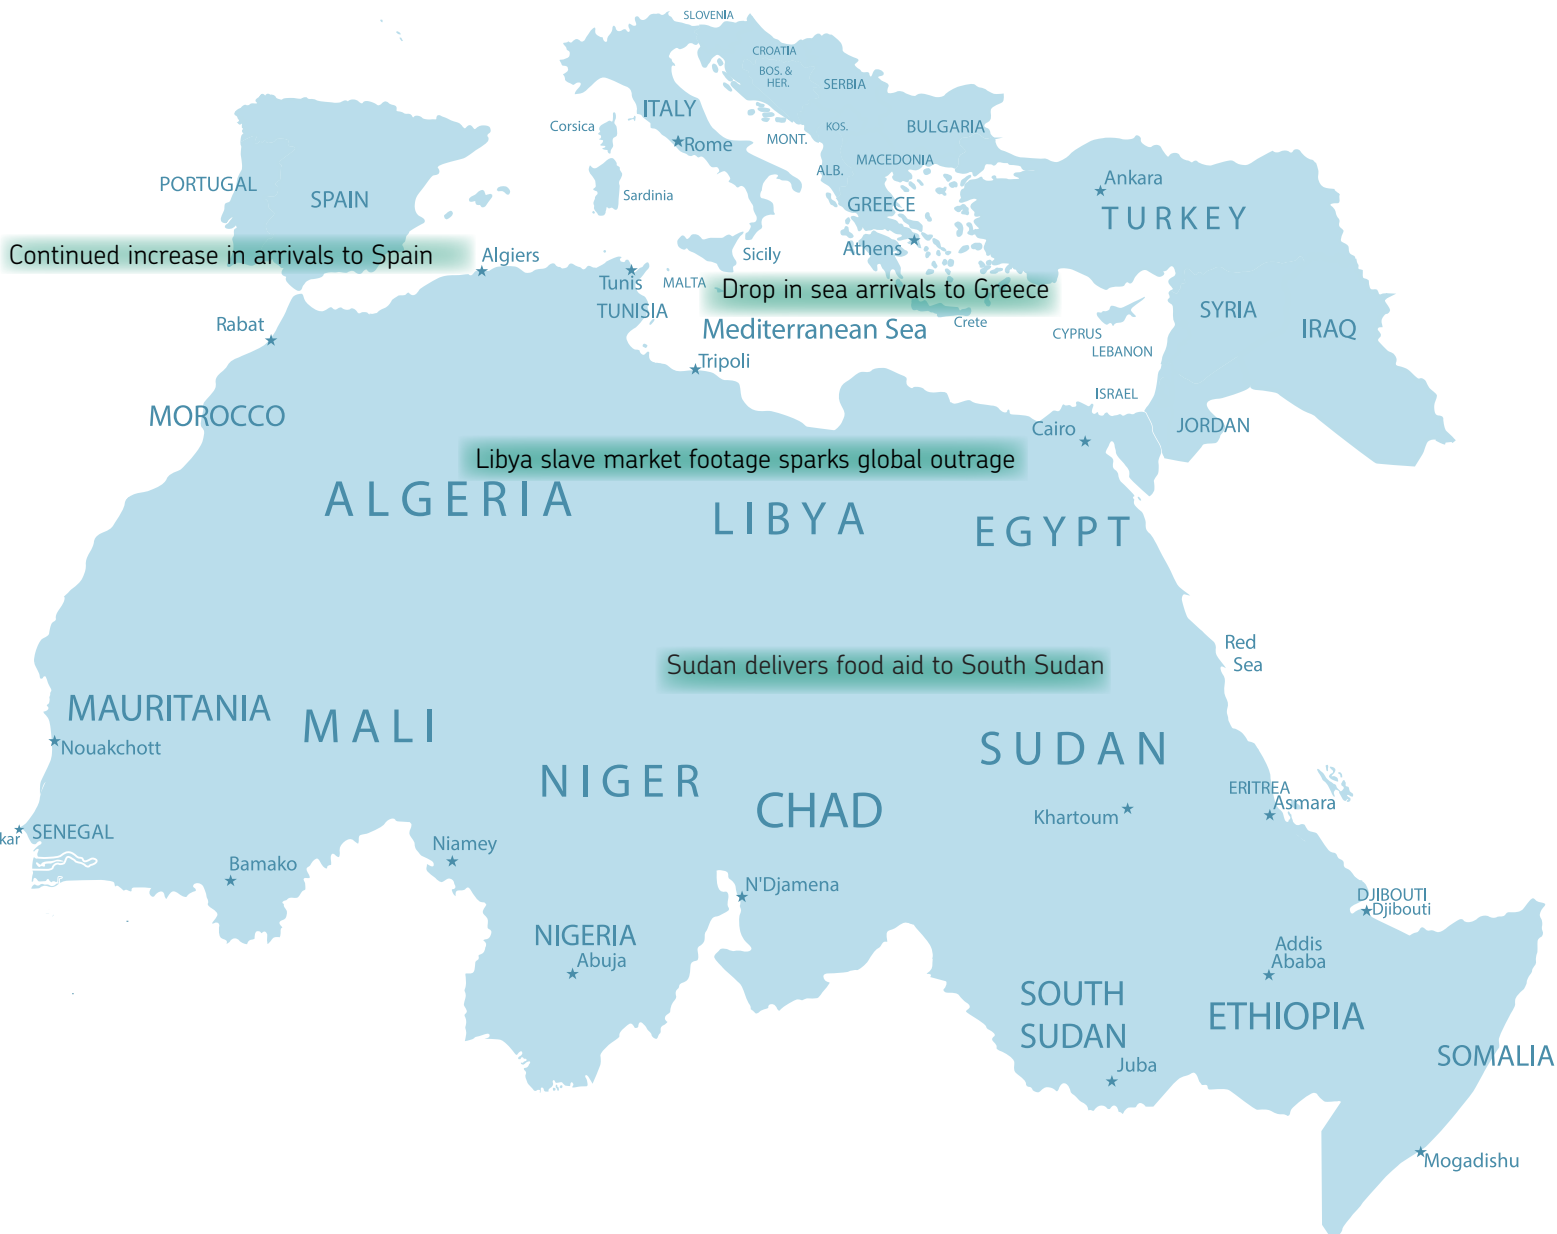 SLOVENIA
CROATIA
BOS. &
HER.
SERBIA
ITALY
Corsica
KOS.
BULGARIA
Rome
MONT.
MACEDONIA
ALB.
Ankara
PORTUGAL
SPAIN
Sardinia
GREECE
TURKEY
Continued increase in arrivals to Spain
Algiers
Sicily
Athens
Tunis
MALTA
Drop in sea arrivals to Greece
TUNISIA
SYRIA
Rabat
Mediterranean Sea
Crete
CYPRUS
IRAQ
LEBANON
Tripoli
ISRAEL
MOROCCO
Cairo
JORDAN
Libya slave market footage sparks global outrage
ALGERIA
LIBYA
EGYPT
Red
Sea
Sudan delivers food aid to South Sudan
MAURITANIA
MALI
Nouakchott
SUDAN
NIGER
CHAD
ERITREA
Asmara
Khartoum
kar
SENEGAL
Niamey
Bamako
N'Djamena
DJIBOUTI
Djibouti
NIGERIA
Abuja
Addis
Ababa
SOUTH
SUDAN
ETHIOPIA
SOMALIA
Juba
Mogadishu